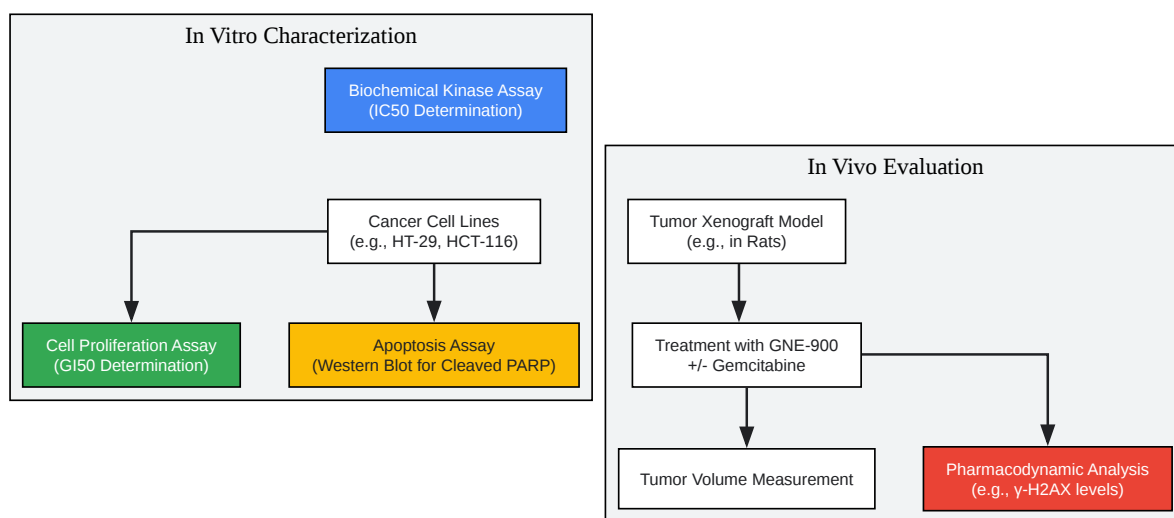 In Vitro Characterization
Biochemical Kinase Assay
(IC50 Determination)
Cancer Cell Lines
(e.g., HT-29, HCT-116)
Cell Proliferation Assay
(GI50 Determination)
Apoptosis Assay
(Western Blot for Cleaved PARP)
In Vivo Evaluation
Tumor Xenograft Model
(e.g., in Rats)
Treatment with GNE-900
+/- Gemcitabine
Tumor Volume Measurement
Pharmacodynamic Analysis
(e.g., γ-H2AX levels)